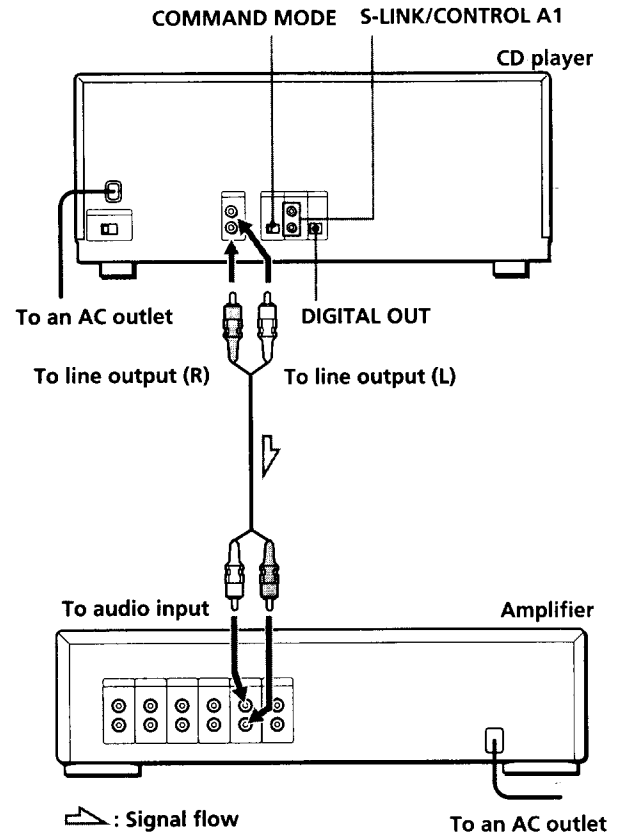 COMMAND MODE
S-LINK/CONTROL A1
CD player
To an AC outlet
DIGITAL OUT
To line output (R)
To line output (L)
To audio input
Amplifier
: Signal flow
To an AC outlet